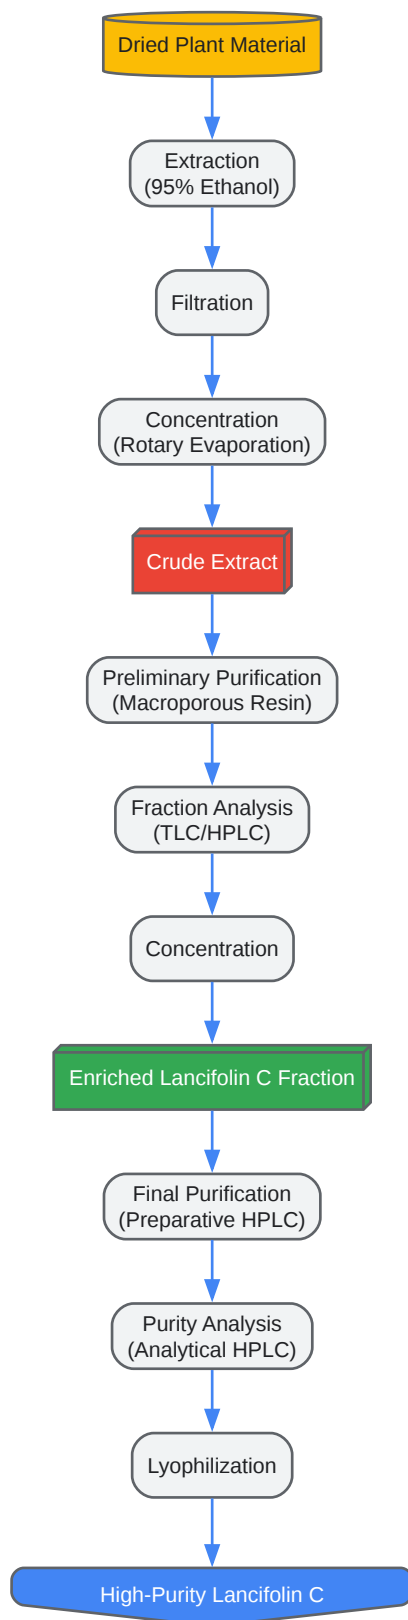 Dried Plant Material
Extraction
(95% Ethanol)
Filtration
Concentration
(Rotary Evaporation)
Crude Extract
Preliminary Purification
(Macroporous Resin)
Fraction Analysis
(TLC/HPLC)
Concentration
Enriched Lancifolin C Fraction
Final Purification
(Preparative HPLC)
Purity Analysis
(Analytical HPLC)
Lyophilization
High-Purity Lancifolin C